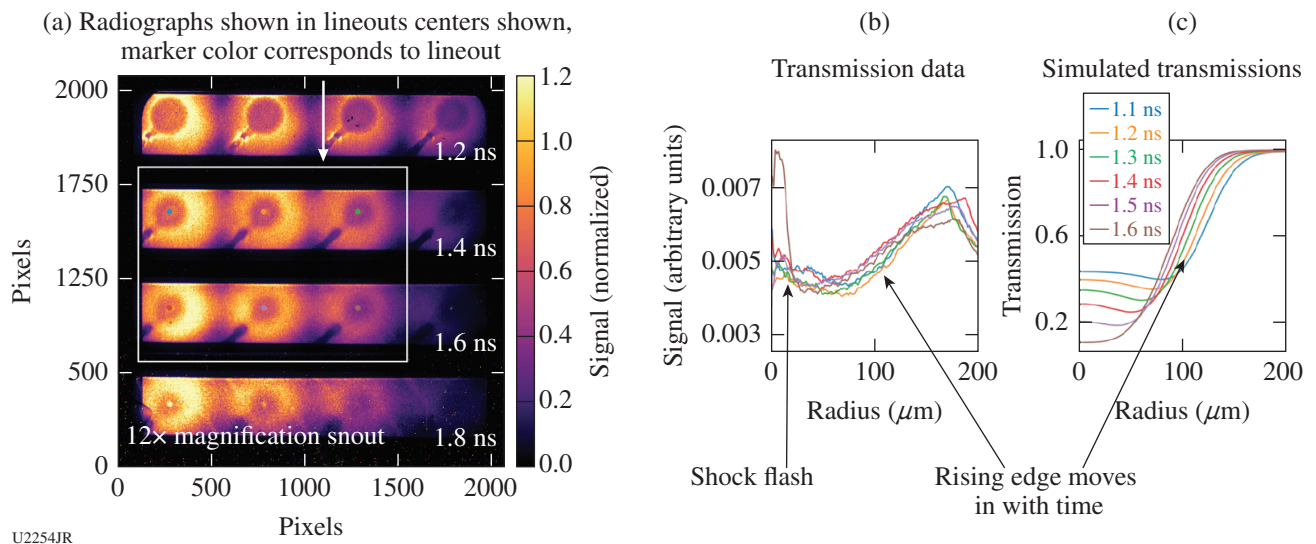 (a) Radiographs shown in lineouts centers shown,
marker color corresponds to lineout
2000
1750
1250
500
0
Pixels
0
500
1000
1500
2000
Pixels
1.2 ns
1.4 ns
1.6 ns
1.8 ns
12× magnification snout
1.2
1.0
0.8
0.6
0.4
0.2
0.0
Signal (normalized)
(b)
Transmission data
0.007
0.005
0.003
Signal (arbitrary units)
0
100
200
Radius (μm)
Shock flash
(c)
Simulated transmissions
1.1 ns
1.2 ns
1.3 ns
1.4 ns
1.5 ns
1.6 ns
1.0
0.6
0.2
Transmission
0
100
200
Radius (μm)
Rising edge moves
in with time
U2254JR